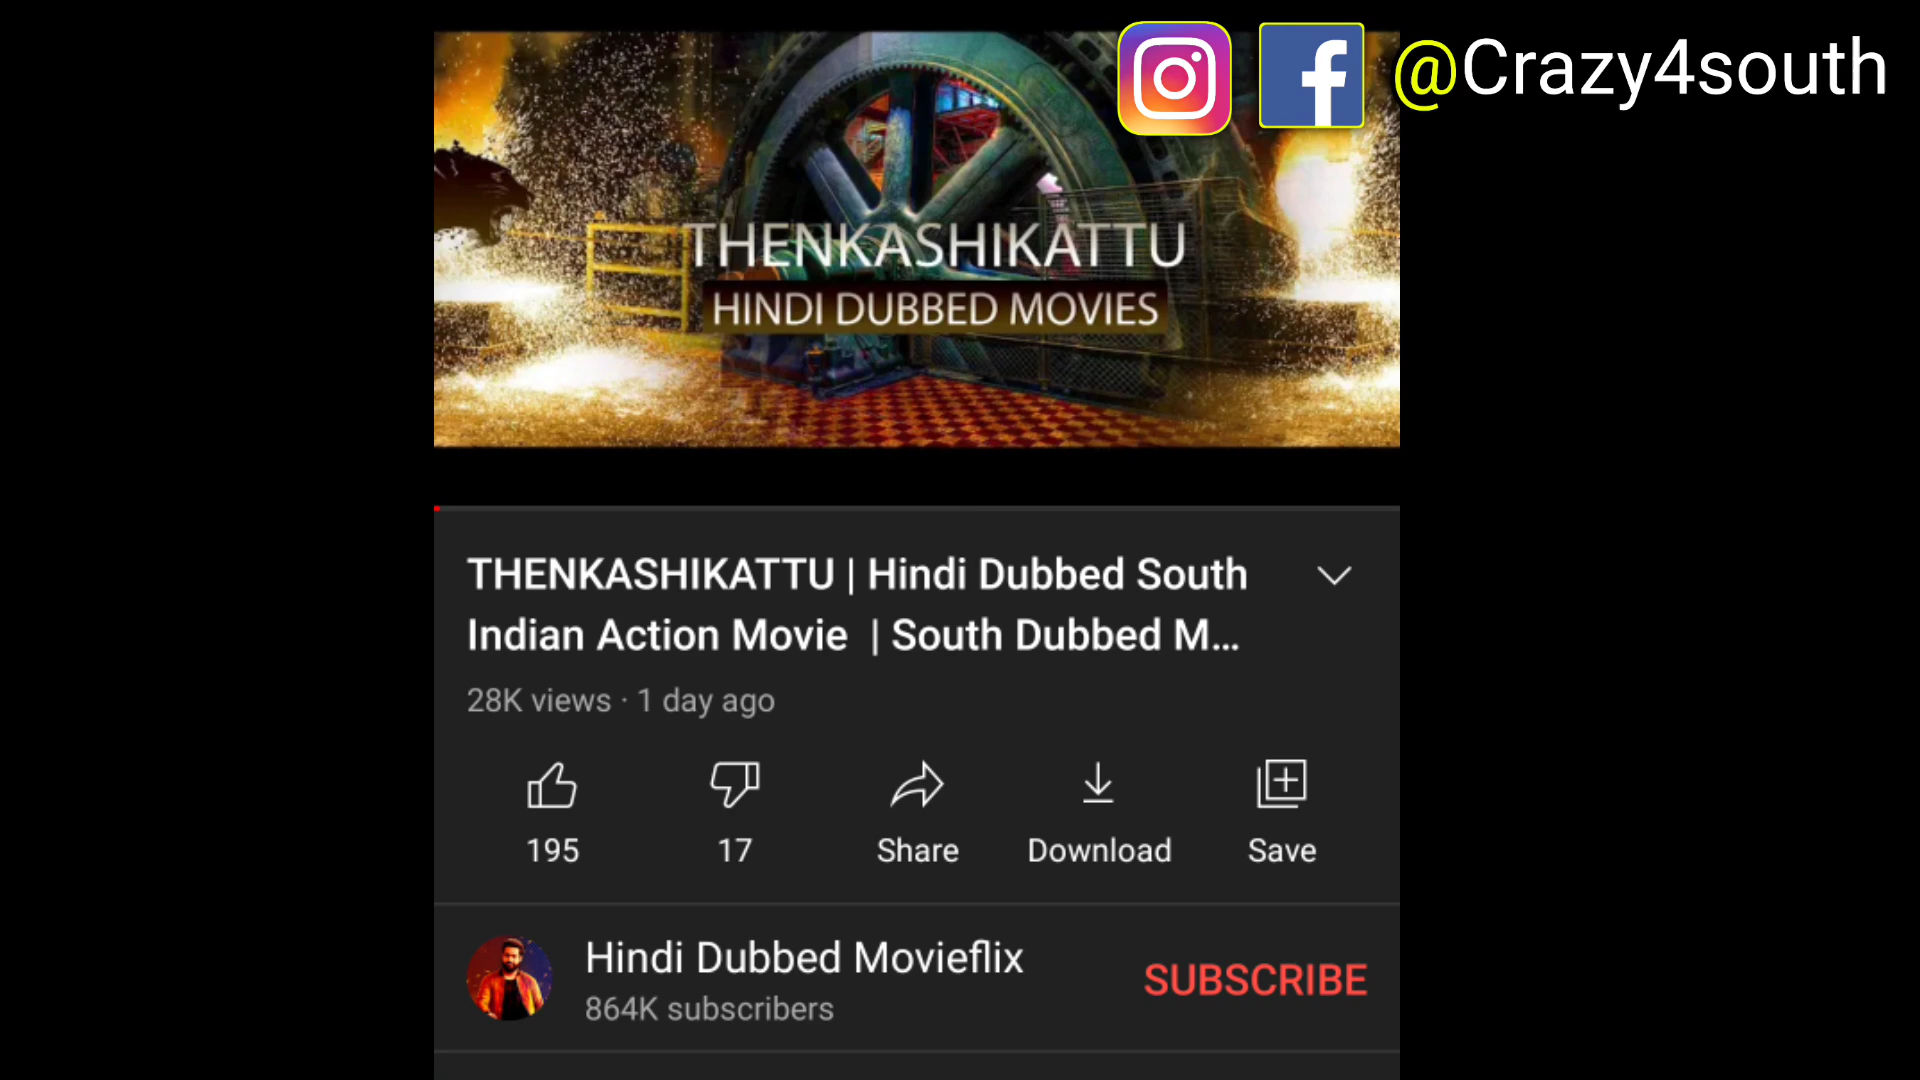 @Crazy4south
THENKASHIKATTU
HINDI DUBBED MOVIES
THENKASHIKATTU | Hindi Dubbed South
Indian Action Movie | South Dubbed M...
28K views · 1 day ago
195
17
Share
Download
Save
Hindi Dubbed Movieflix
864K subscribers
SUBSCRIBE